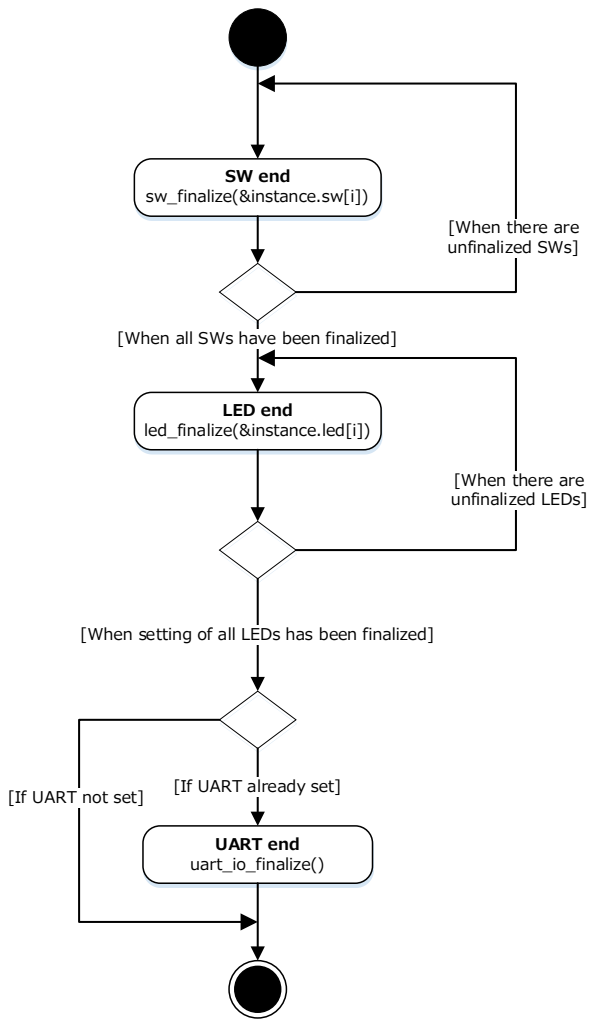 SW end
sw_finalize(&instance.sw[i])
[When there are
unfinalized SWs]
[When all SWs have been finalized]
LED end
led_finalize(&instance.led[i])
[When there are
unfinalized LEDs]
[When setting of all LEDs has been finalized]
[If UART not set]
[If UART already set]
UART end
uart_io_finalize()